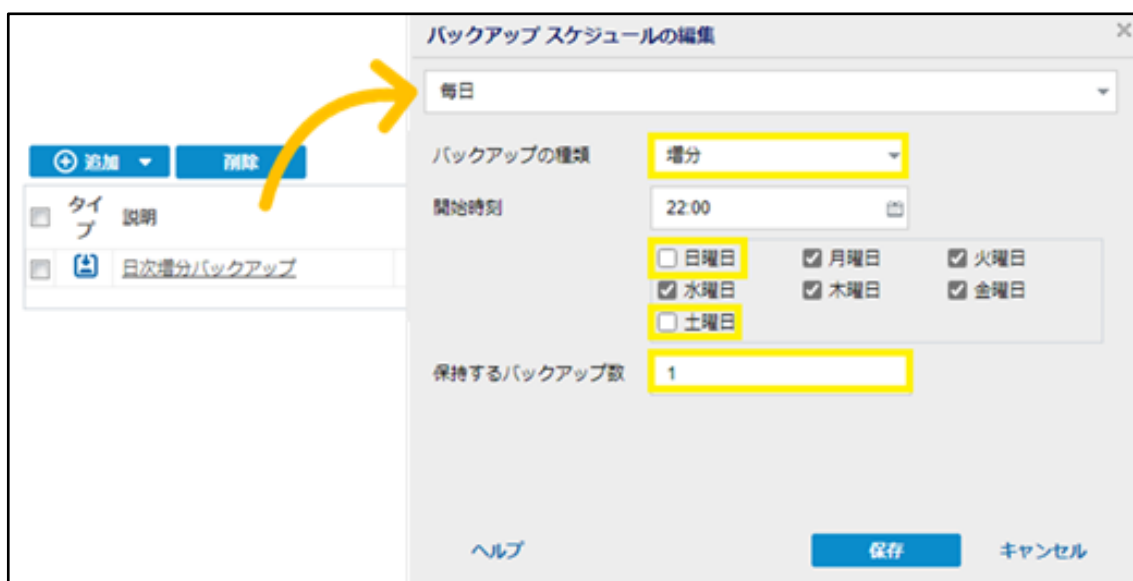 バックアップ スケジュールの編集
毎日
追加
削除
タイプ
説明
日次増分バックアップ
バックアップの種類
増分
開始時刻
22:00
日曜日 月曜日 火曜日
水曜日 木曜日 金曜日
土曜日
保持するバックアップ数
1
ヘルプ
保存
キャンセル